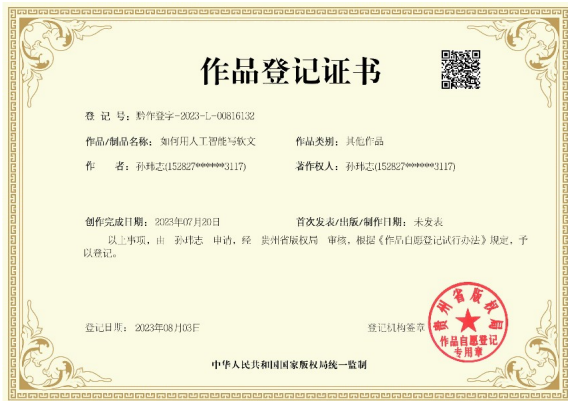 作品登记证书
登 记 号：黔作登字-2023-L-00816132
作品/制品名称：如何用人工智能写软文 作品类别：其他作品
作 者：孙玮志(152827******3117) 著作权人：孙玮志(152827******3117)
创作完成日期：2023年07月20日 首次发表/出版/制作日期：未发表
以上事项，由 孙玮志 申请，经 贵州省版权局 审核，根据《作品自愿登记试行办法》规定，予
以登记。
登记日期：2023年08月03日 登记机构签章
贵州省版权局
作品自愿登记
专用章
中华人民共和国国家版权局统一监制